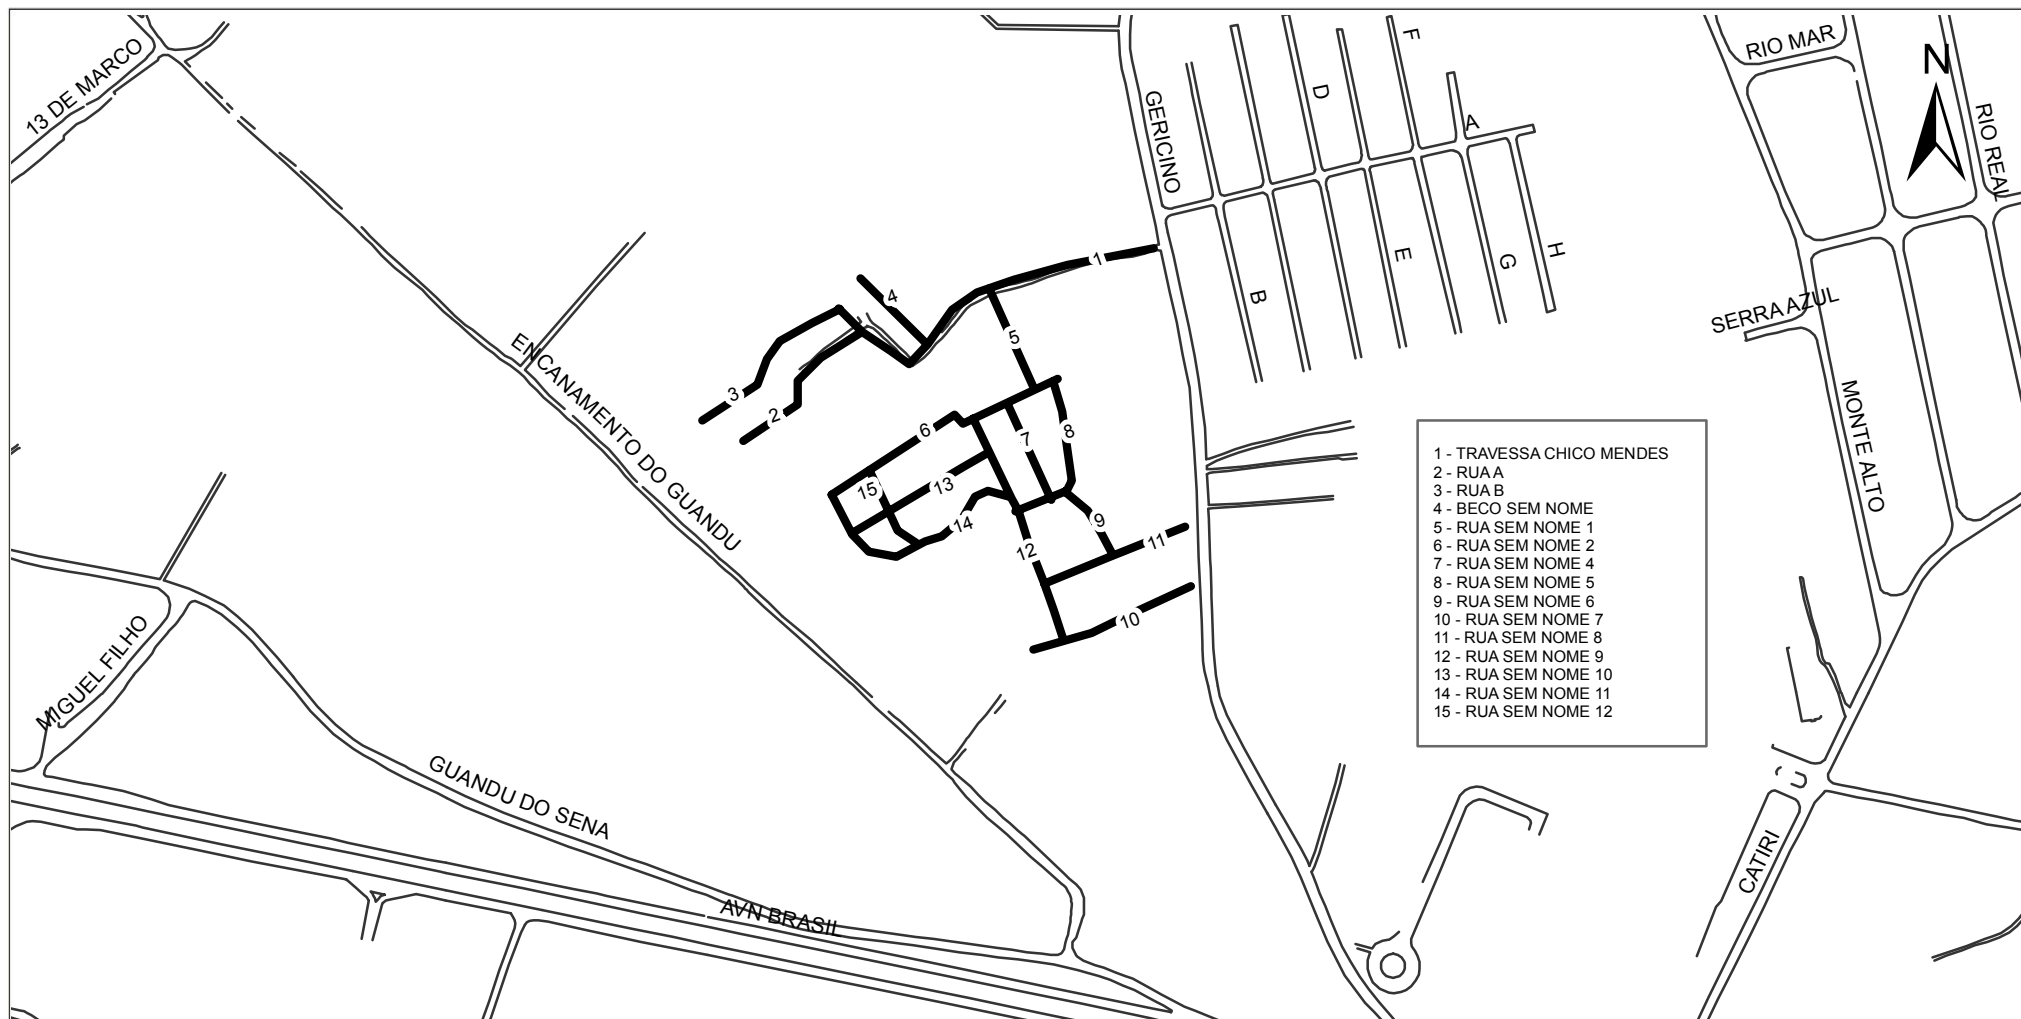 13 DE MARCO
GERICINO
D
F
A
RIO MAR
N
RIO REAL
B
E
G
H
SERRA AZUL
MONTE ALTO
ENCANAMENTO DO GUANDU
1
4
5
3
2
6
7
8
15
13
14
9
12
11
10
1 - TRAVESSA CHICO MENDES
2 - RUA A
3 - RUA B
4 - BECO SEM NOME
5 - RUA SEM NOME 1
6 - RUA SEM NOME 2
7 - RUA SEM NOME 4
8 - RUA SEM NOME 5
9 - RUA SEM NOME 6
10 - RUA SEM NOME 7
11 - RUA SEM NOME 8
12 - RUA SEM NOME 9
13 - RUA SEM NOME 10
14 - RUA SEM NOME 11
15 - RUA SEM NOME 12
MIGUEL FILHO
GUANDU DO SENA
AVN BRASIL
CATIRI